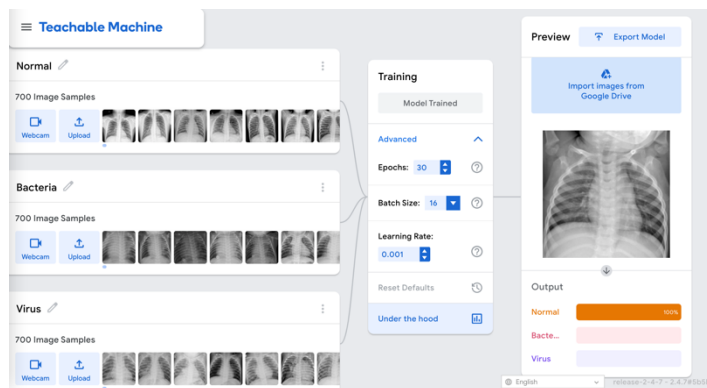 Teachable Machine
Normal
700 Image Samples
Webcam
Upload
Bacteria
700 Image Samples
Webcam
Upload
Virus
700 Image Samples
Webcam
Upload
Training
Model Trained
Advanced
Epochs: 30
Batch Size: 16
Learning Rate:
0.001
Reset Defaults
Under the hood
Preview
Export Model
Import images from
Google Drive
Output
Normal 100%
Bacte...
Virus
English